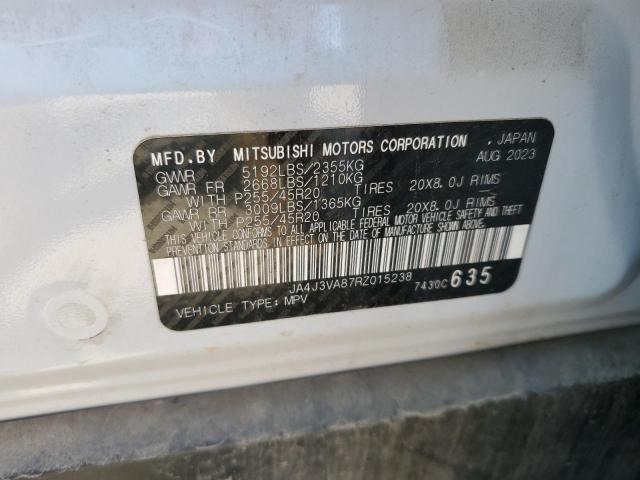 MFD.BY MITSUBISHI MOTORS CORPORATION , JAPAN
GVWR 5192LBS/2355KG AUG 2023
GAWR FR 2668LBS/1210KG
WITH P255/45R20 TIRES 20X8.0J RIMS
GAWR RR 3009LBS/1365KG
WITH P255/45R20 TIRES 20X8.0J RIMS
THIS VEHICLE CONFORMS TO ALL APPLICABLE FEDERAL MOTOR VEHICLE SAFETY AND THEFT
PREVENTION STANDARDS IN EFFECT ON THE DATE OF MANUFACTURE SHOWN ABOVE.
JA4J3VA87RZ015238 7430C 635
VEHICLE TYPE: MPV